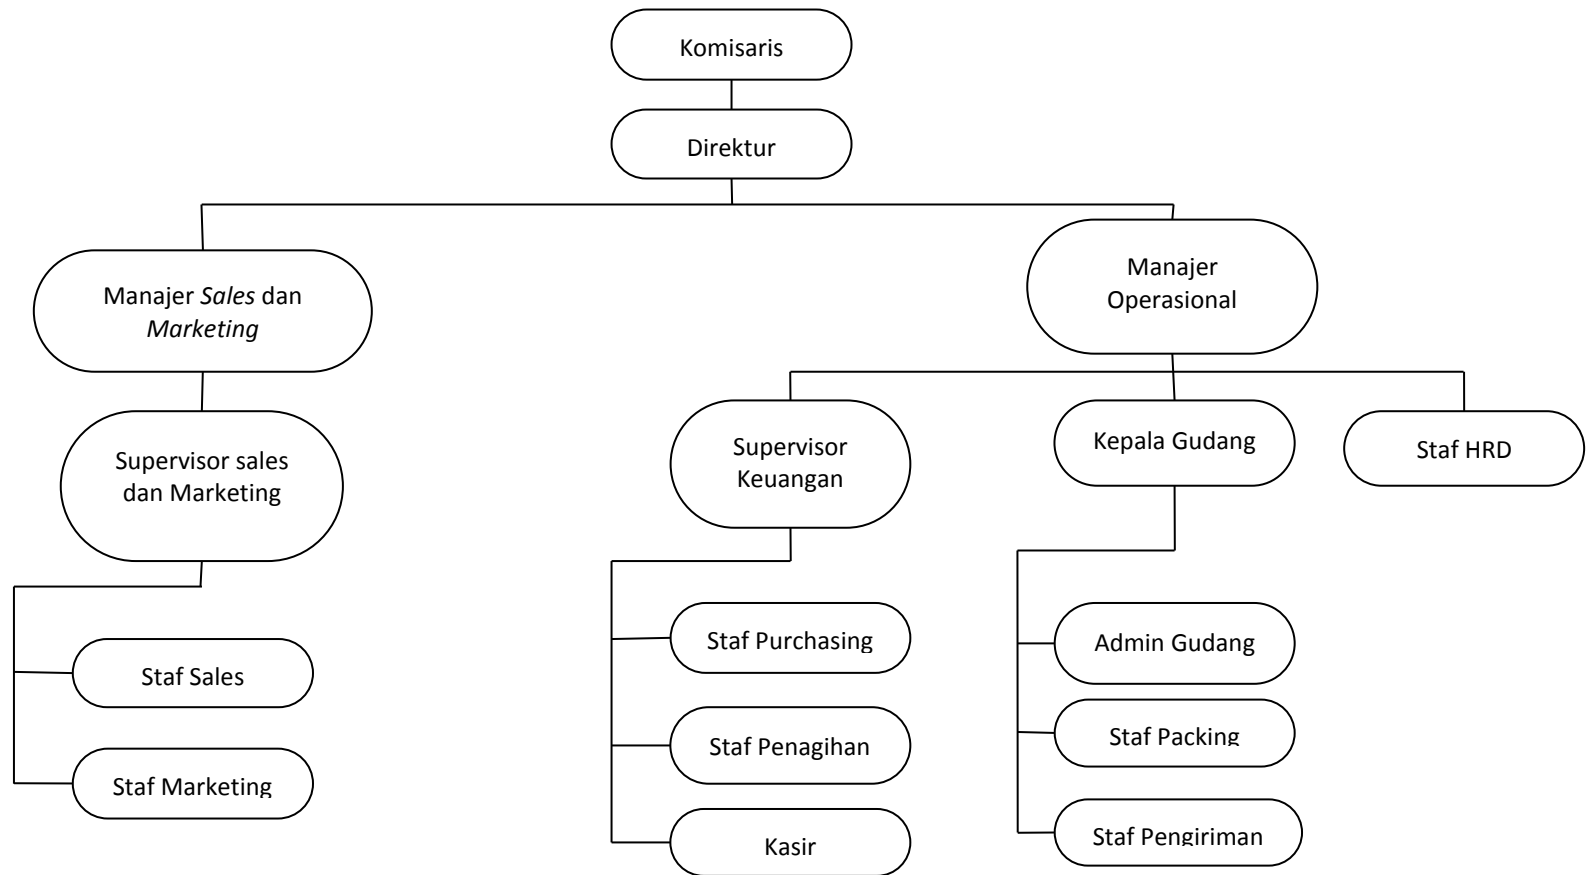 Komisaris
Direktur
Manajer Sales dan
Marketing
Manajer
Operasional
Supervisor sales
dan Marketing
Supervisor
Keuangan
Kepala Gudang
Staf HRD
Staf Sales
Staf Marketing
Staf Purchasing
Staf Penagihan
Kasir
Admin Gudang
Staf Packing
Staf Pengiriman